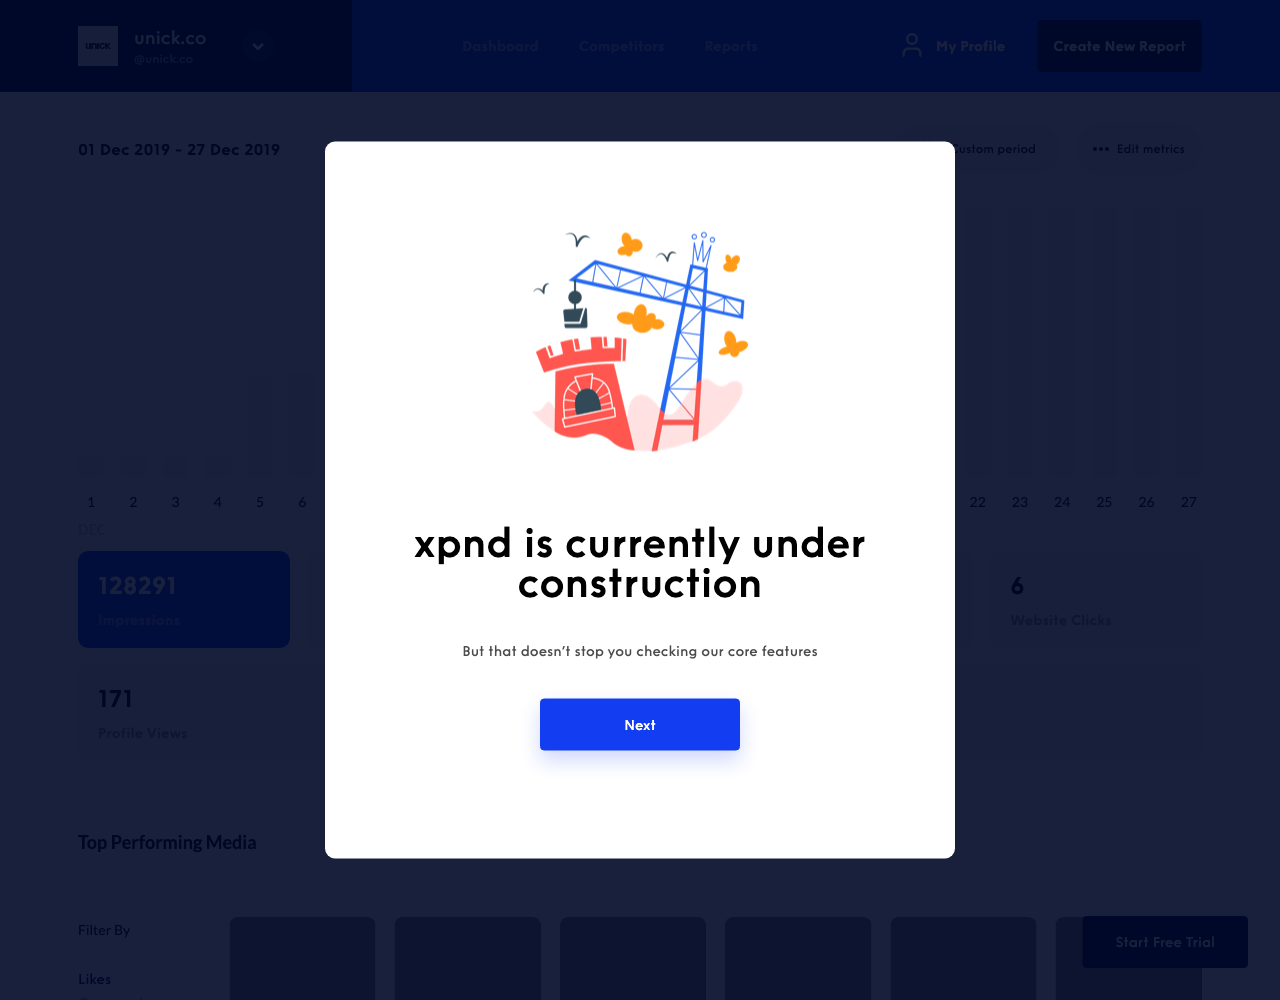 unick
unick.co
@unick.co
Dashboard
Competitors
Reports
My Profile
Create New Report
01 Dec 2019 - 27 Dec 2019
Custom period
Edit metrics
1 2 3 4 5 6 22 23 24 25 26 27
DEC
128291
Impressions
6
Website Clicks
171
Profile Views
xpnd is currently under
construction
But that doesn't stop you checking our core features
Next
Top Performing Media
Filter By
Start Free Trial
Likes